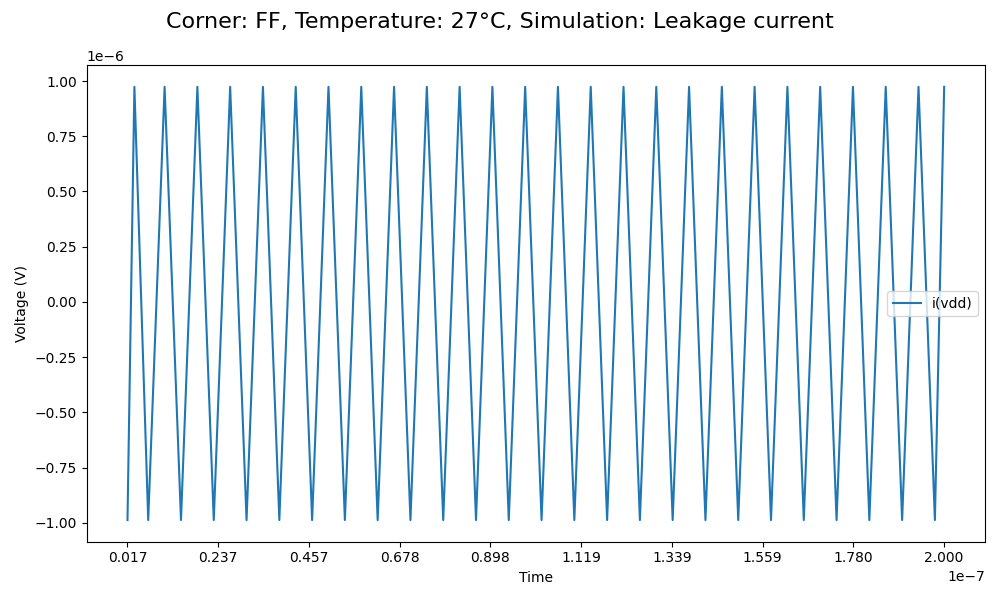 Corner: FF, Temperature: 27°C, Simulation: Leakage current
1e−6
1.00
0.75
0.50
0.25
0.00
−0.25
−0.50
−0.75
−1.00
Voltage (V)
i(vdd)
0.017 0.237 0.457 0.678 0.898 1.119 1.339 1.559 1.780 2.000
Time
1e−7